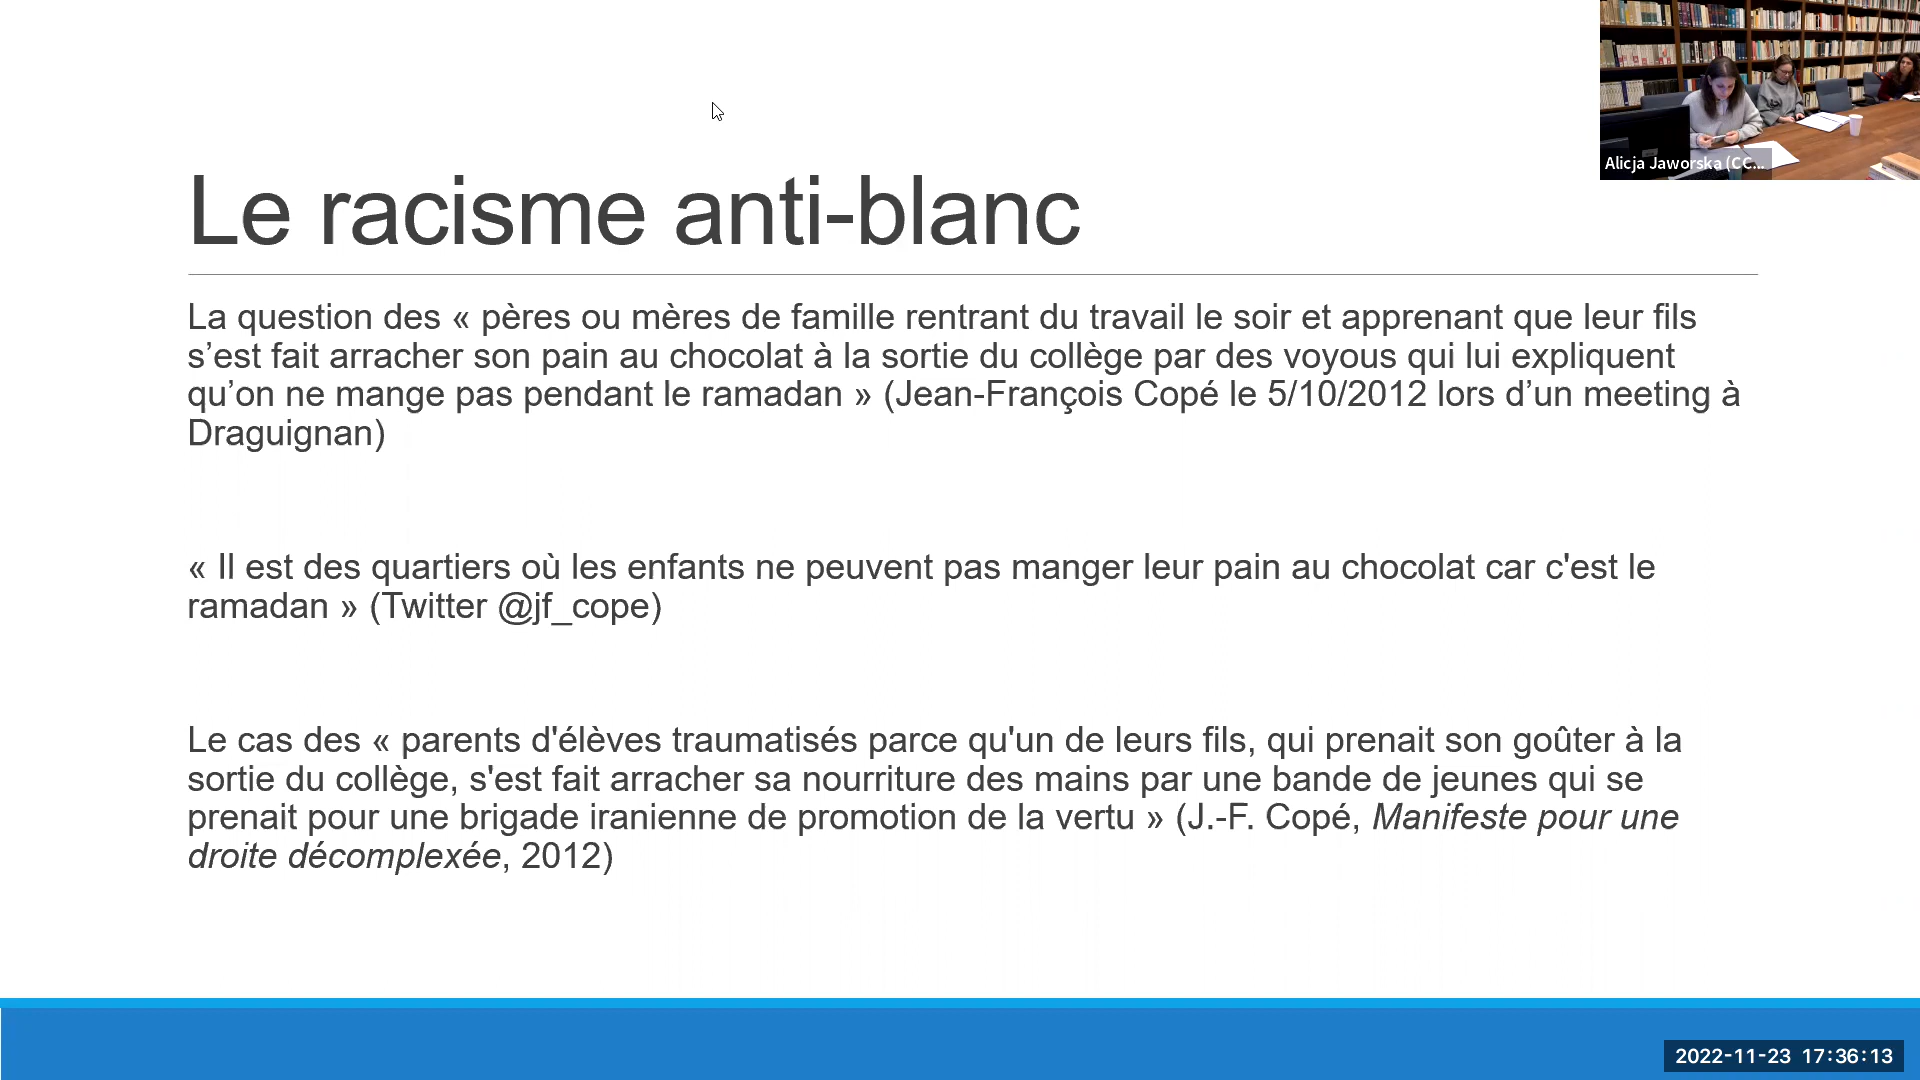 Alicja Jaworska (CC...
Le racisme anti-blanc
La question des « pères ou mères de famille rentrant du travail le soir et apprenant que leur fils
s’est fait arracher son pain au chocolat à la sortie du collège par des voyous qui lui expliquent
qu’on ne mange pas pendant le ramadan » (Jean-François Copé le 5/10/2012 lors d’un meeting à
Draguignan)
« Il est des quartiers où les enfants ne peuvent pas manger leur pain au chocolat car c'est le
ramadan » (Twitter @jf_cope)
Le cas des « parents d'élèves traumatisés parce qu'un de leurs fils, qui prenait son goûter à la
sortie du collège, s'est fait arracher sa nourriture des mains par une bande de jeunes qui se
prenait pour une brigade iranienne de promotion de la vertu » (J.-F. Copé, Manifeste pour une
droite décomplexée, 2012)
2022-11-23 17:36:13